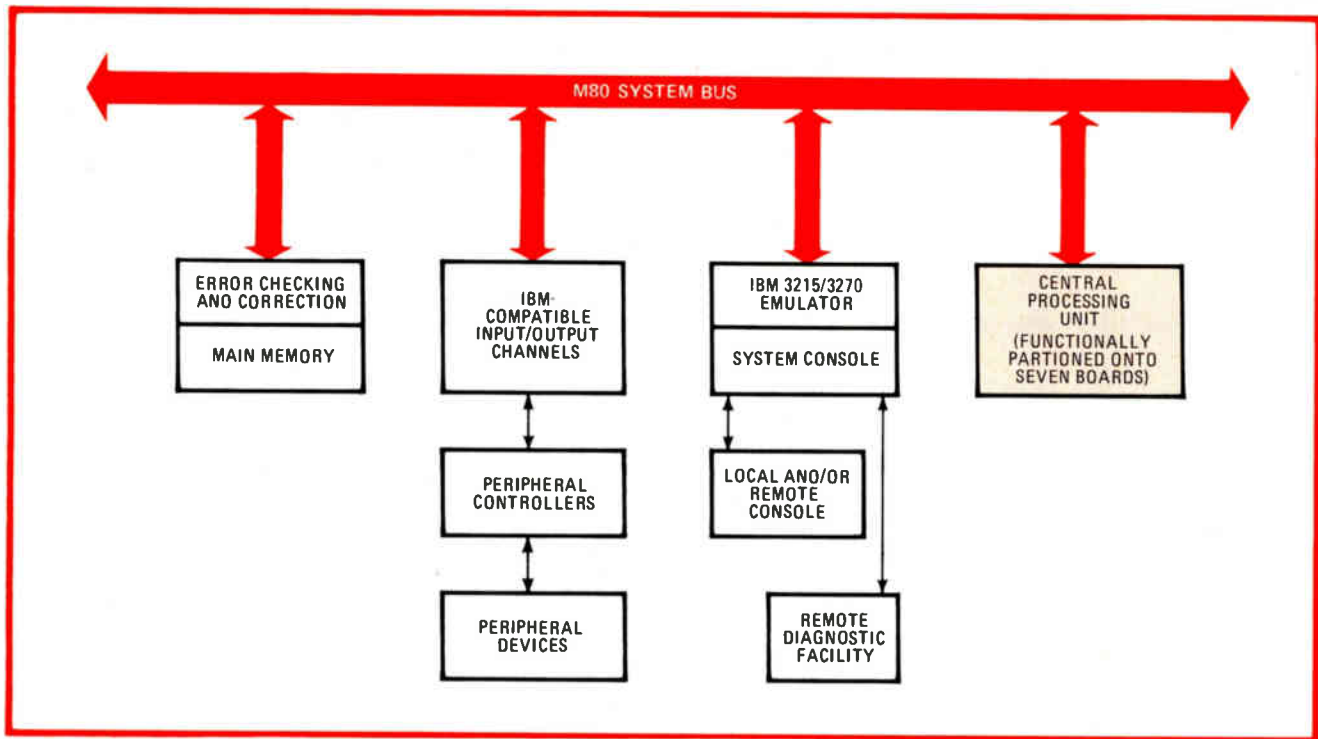 M80 SYSTEM BUS
ERROR CHECKING
AND CORRECTION
MAIN MEMORY
IBM-
COMPATIBLE
INPUT/OUTPUT
CHANNELS
IBM 3215/3270
EMULATOR
SYSTEM CONSOLE
CENTRAL
PROCESSING
UNIT
(FUNCTIONALLY
PARTIONED ONTO
SEVEN BOARDS)
PERIPHERAL
CONTROLLERS
LOCAL ANO/OR
REMOTE
CONSOLE
PERIPHERAL
DEVICES
REMOTE
DIAGNOSTIC
FACILITY